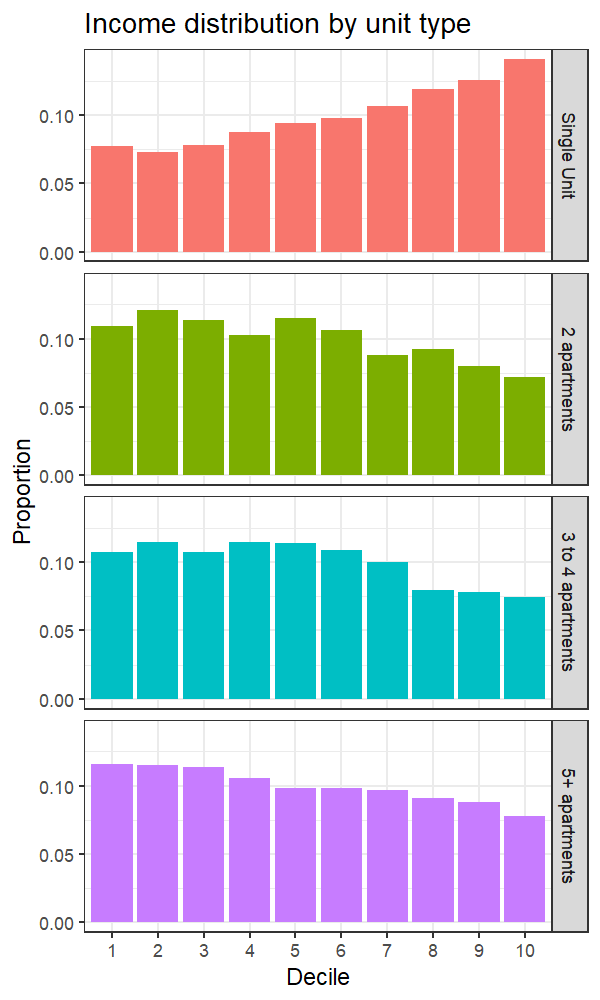 Income distribution by unit type
Proportion
0.10
0.05
0.00
Single Unit
0.10
0.05
0.00
2 apartments
0.10
0.05
0.00
3 to 4 apartments
0.10
0.05
0.00
5+ apartments
1 2 3 4 5 6 7 8 9 10
Decile